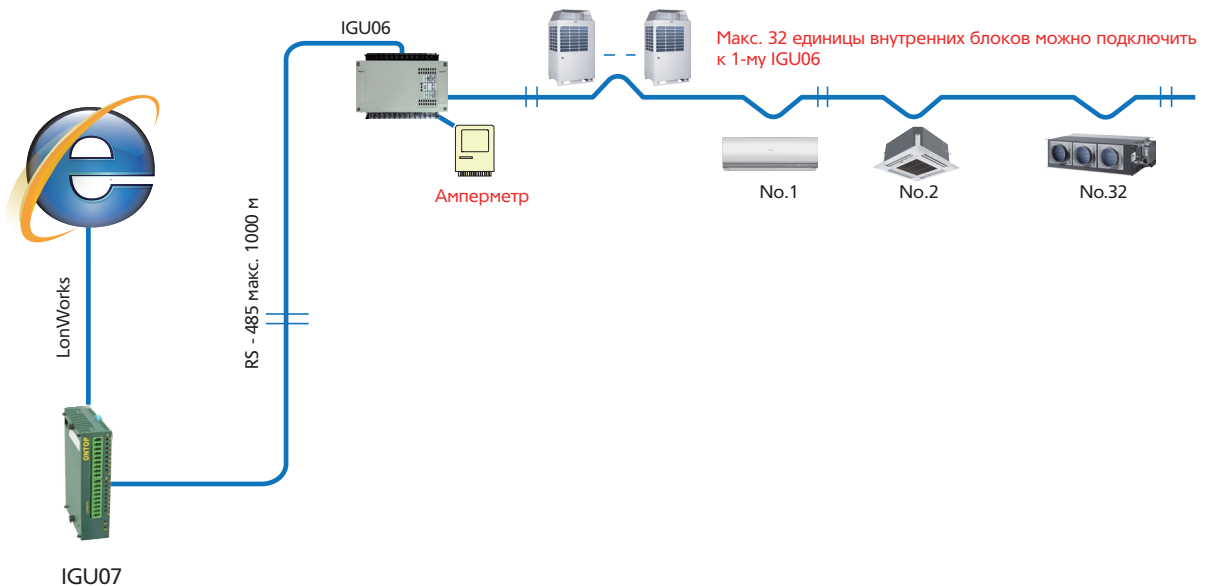 IGU06
Макс. 32 единицы внутренних блоков можно подключить
к 1-му IGU06
Амперметр
No.1
No.2
No.32
RS - 485 макс. 1000 м
LonWorks
ONTOP
IGU07